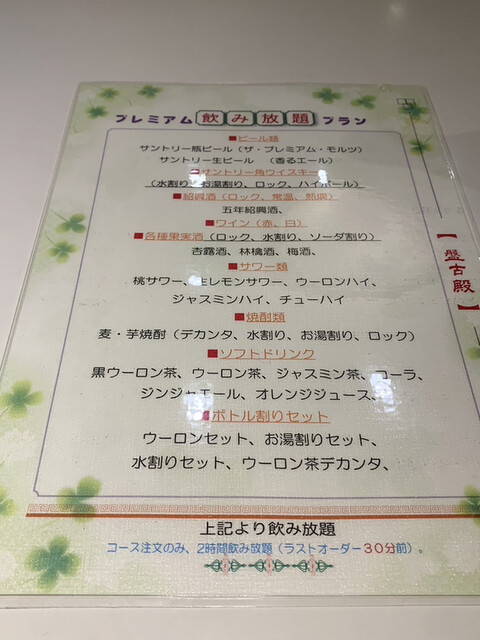 プレミアム飲み放題プラン
■ビール類
サントリー瓶ビール（ザ・プレミアム・モルツ）
サントリー生ビール （香るエール）
■サントリー角ウイスキー
（水割り、お湯割り、ロック、ハイボール）
■紹興酒（ロック、常温、熱燗）
五年紹興酒、
■ワイン（赤、白）
■各種果実酒（ロック、水割り、ソーダ割り）
杏露酒、林檎酒、梅酒、
■サワー類
桃サワー、生レモンサワー、ウーロンハイ、
ジャスミンハイ、チューハイ
■焼酎類
麦・芋焼酎（デカンタ、水割り、お湯割り、ロック）
■ソフトドリンク
黒ウーロン茶、ウーロン茶、ジャスミン茶、コーラ、
ジンジャエール、オレンジジュース、
■ボトル割りセット
ウーロンセット、お湯割りセット、
水割りセット、ウーロン茶デカンタ、
【盤古殿】
上記より飲み放題
コース注文のみ、2時間飲み放題（ラストオーダー３０分前）。